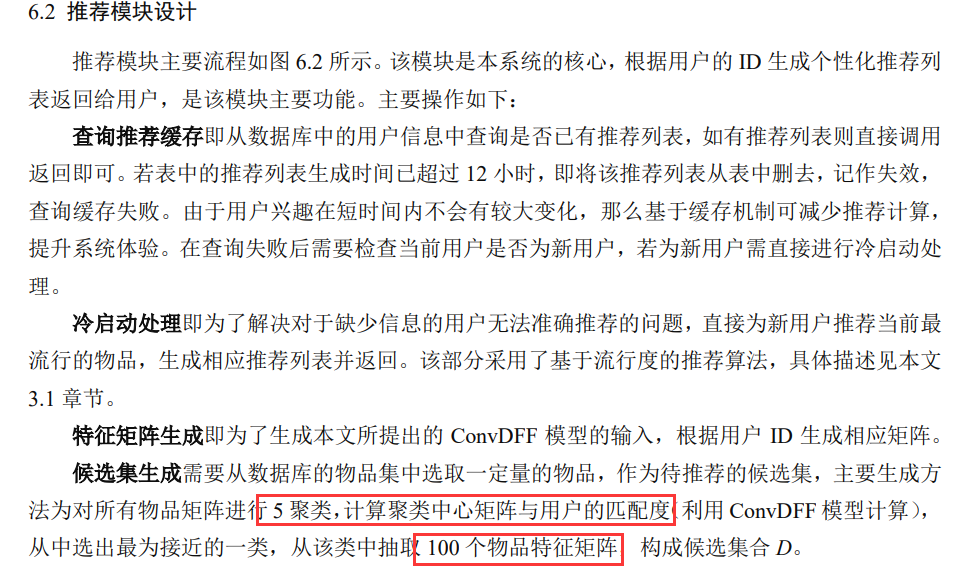 6.2 推荐模块设计
推荐模块主要流程如图 6.2 所示。该模块是本系统的核心，根据用户的 ID 生成个性化推荐列
表返回给用户，是该模块主要功能。主要操作如下：
查询推荐缓存即从数据库中的用户信息中查询是否已有推荐列表，如有推荐列表则直接调用
返回即可。若表中的推荐列表生成时间已超过 12 小时，即将该推荐列表从表中删去，记作失效，
查询缓存失败。由于用户兴趣在短时间内不会有较大变化，那么基于缓存机制可减少推荐计算，
提升系统体验。在查询失败后需要检查当前用户是否为新用户，若为新用户需直接进行冷启动处
理。
冷启动处理即为了解决对于缺少信息的用户无法准确推荐的问题，直接为新用户推荐当前最
流行的物品，生成相应推荐列表并返回。该部分采用了基于流行度的推荐算法，具体描述见本文
3.1 章节。
特征矩阵生成即为了生成本文所提出的 ConvDFF 模型的输入，根据用户 ID 生成相应矩阵。
候选集生成需要从数据库的物品集中选取一定量的物品，作为待推荐的候选集，主要生成方
法为对所有物品矩阵进行 5 聚类，计算聚类中心矩阵与用户的匹配度（利用 ConvDFF 模型计算），
从中选出最为接近的一类，从该类中抽取 100 个物品特征矩阵 构成候选集合 D。